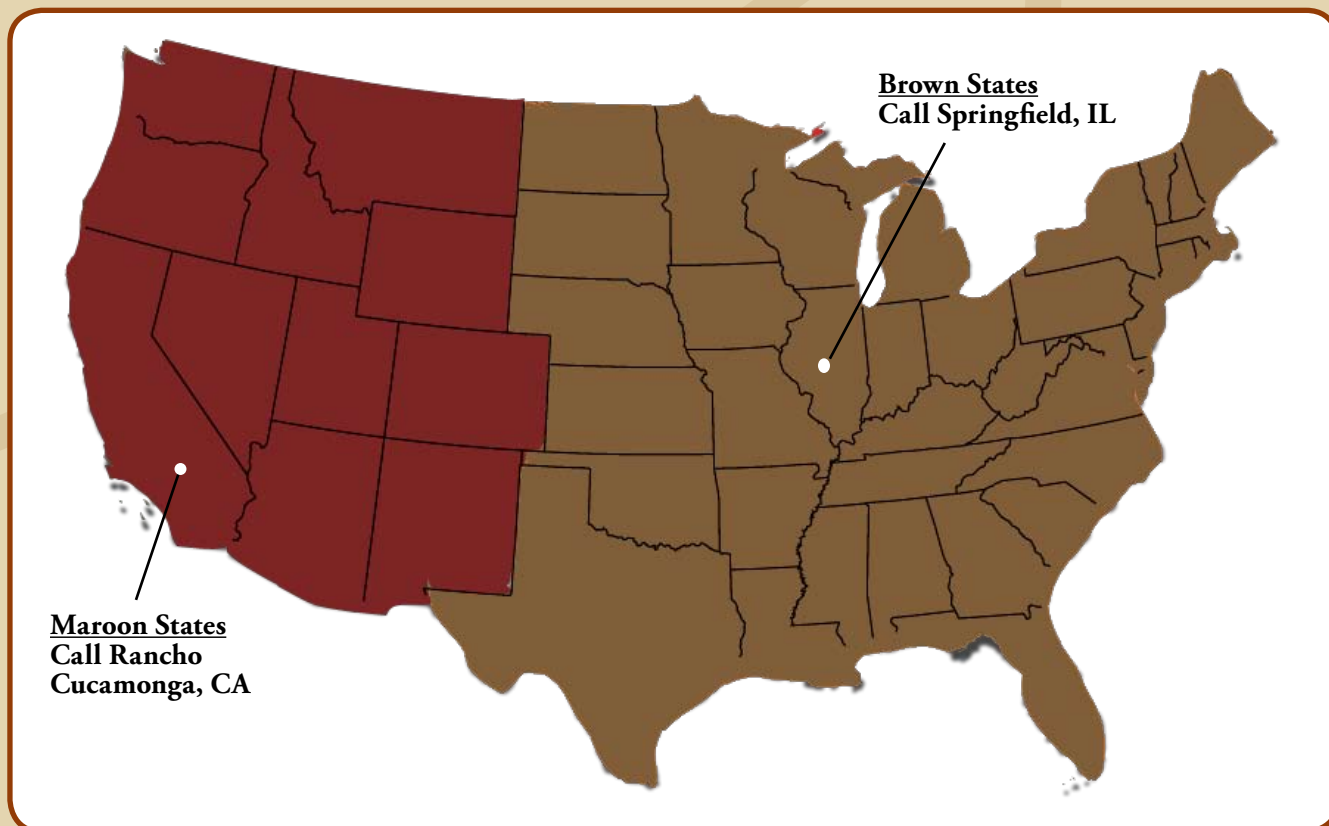 Brown States
Call Springfield, IL
Maroon States
Call Rancho
Cucamonga, CA